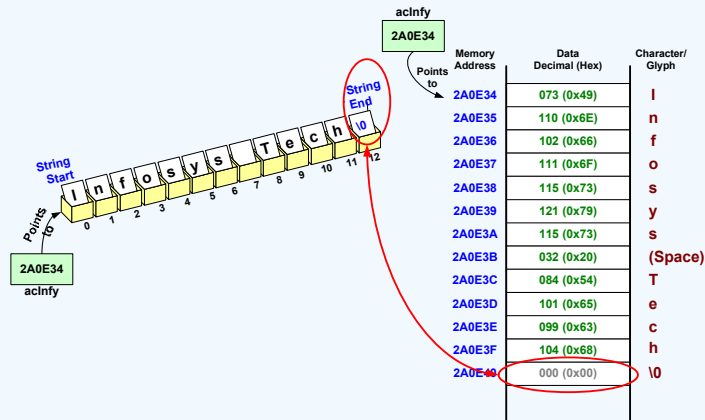 acInfy
2A0E34
Points
to
Memory
Address
Data
Decimal (Hex)
Character/
Glyph
2A0E34 073 (0x49) I
2A0E35 110 (0x6E) n
2A0E36 102 (0x66) f
2A0E37 111 (0x6F) o
2A0E38 115 (0x73) s
2A0E39 121 (0x79) y
2A0E3A 115 (0x73) s
2A0E3B 032 (0x20) (Space)
2A0E3C 084 (0x54) T
2A0E3D 101 (0x65) e
2A0E3E 099 (0x63) c
2A0E3F 104 (0x68) h
2A0E40 000 (0x00) \0
String
End
String
Start
I n f o s y s T e c h \0
0 1 2 3 4 5 6 7 8 9 10 11 12
Points
to
2A0E34
acInfy